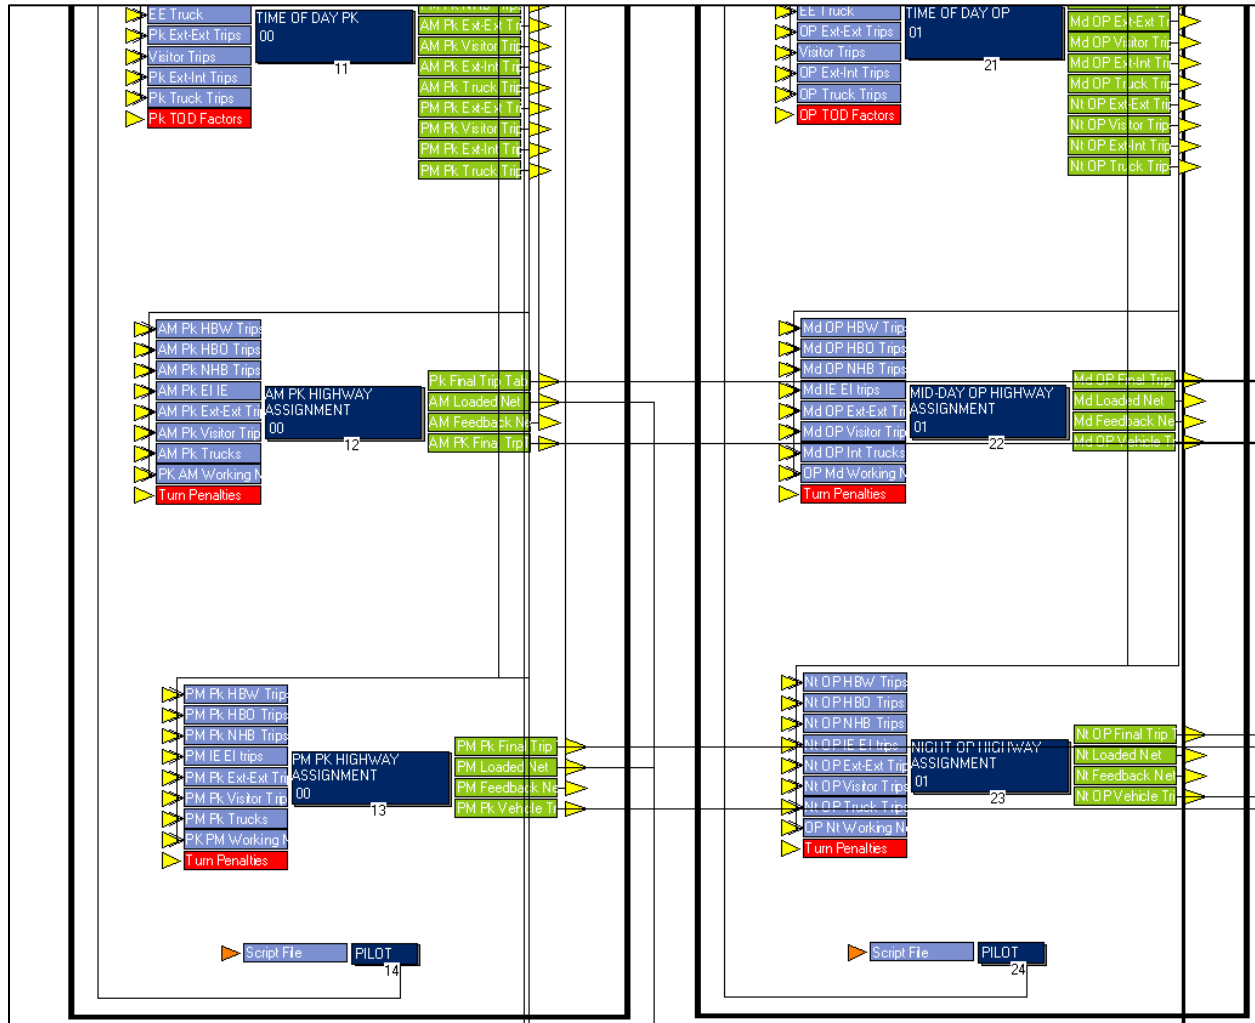 EE Truck
Pk Ext-Ext Trips
Visitor Trips
Pk Ext-Int Trips
Pk Truck Trips
Pk TOD Factors
TIME OF DAY PK
00
11
AM Pk Ext-Ext Tri
AM Pk Visitor Trip
AM Pk Ext-Int Trip
AM Pk Truck Trip
PM Pk Ext-Ext Tri
PM Pk Visitor Trip
PM Pk Ext-Int Trip
PM Pk Truck Trip
EE Truck
OP Ext-Ext Trips
Visitor Trips
OP Ext-Int Trips
OP Truck Trips
OP TOD Factors
TIME OF DAY OP
01
21
Md OP Ext-Ext Tr
Md OP Visitor Trip
Md OP Ext-Int Trip
Md OP Truck Trip
Nt OP Ext-Ext Trip
Nt OP Visitor Trip
Nt OP Ext-Int Trip
Nt OP Truck Trip
AM Pk HBW Trips
AM Pk HBO Trips
AM Pk NHB Trips
AM Pk EI IE
AM Pk Ext-Ext Tri
AM Pk Visitor Trip
AM Pk Trucks
PK AM Working N
Turn Penalties
AM PK HIGHWAY
ASSIGNMENT
00
12
Pk Final Trip Tab
AM Loaded Net
AM Feedback Ne
AM PK Final Trp
Md OP HBW Trip
Md OP HBO Trips
Md OP NHB Trips
Md IE EI trips
Md OP Ext-Ext Tri
Md OP Visitor Trip
Md OP Int Trucks
OP Md Working N
Turn Penalties
MID-DAY OP HIGHWAY
ASSIGNMENT
01
22
Md OP Final Trip
Md Loaded Net
Md Feedback Ne
Md OP Vehicle Tr
PM Pk HBW Trips
PM Pk HBO Trips
PM Pk NHB Trips
PM IE EI trips
PM Pk Ext-Ext Trip
PM Pk Visitor Trip
PM Pk Trucks
PK PM Working N
Turn Penalties
PM PK HIGHWAY
ASSIGNMENT
00
13
PM Pk Final Trip
PM Loaded Net
PM Feedback Ne
PM Pk Vehicle Tr
Nt OP HBW Trips
Nt OP HBO Trips
Nt OP NHB Trips
Nt OP IE EI trips
Nt OP Ext-Ext Trip
Nt OP Visitor Trip
Nt OP Truck Trips
OP Nt Working Ne
Turn Penalties
NIGHT OP HIGHWAY
ASSIGNMENT
01
23
Nt OP Final Trip T
Nt Loaded Net
Nt Feedback Net
Nt OP Vehicle Tri
Script File
PILOT
14
Script File
PILOT
24